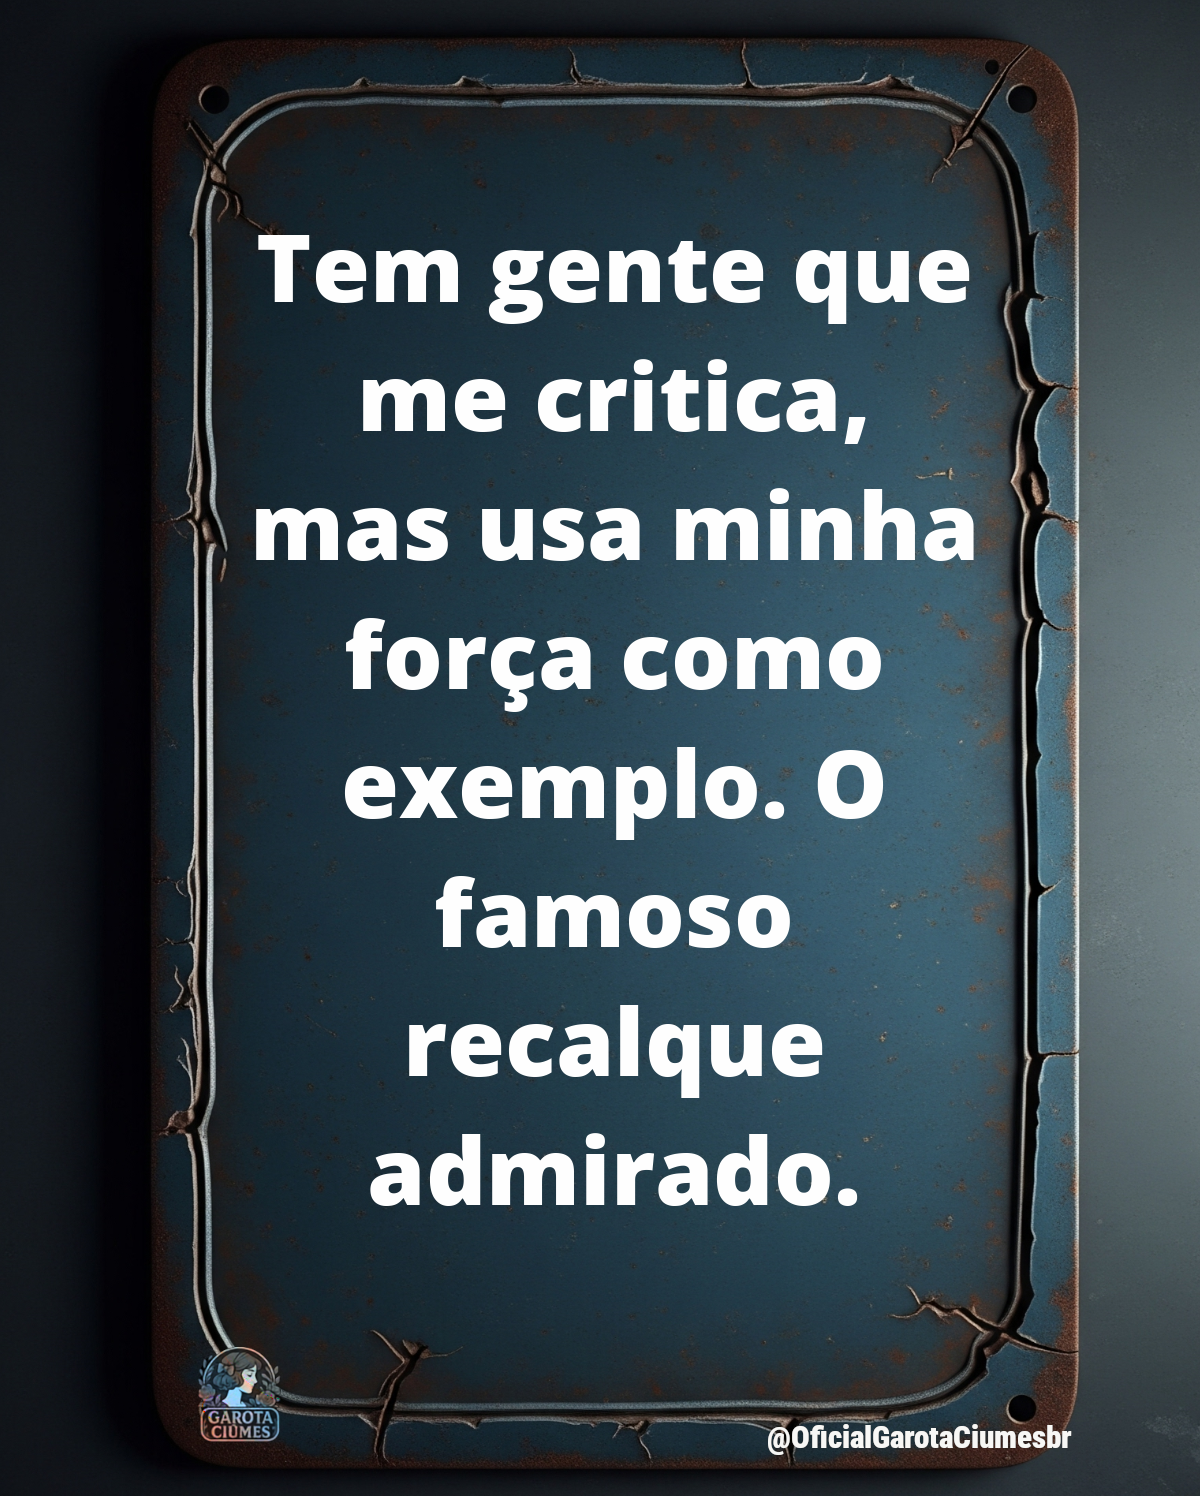 Tem gente que
me critica,
mas usa minha
força como
exemplo. O
famoso
recalque
admirado.
GAROTA
CIÚMES
@OficialGarotaCiumesbr